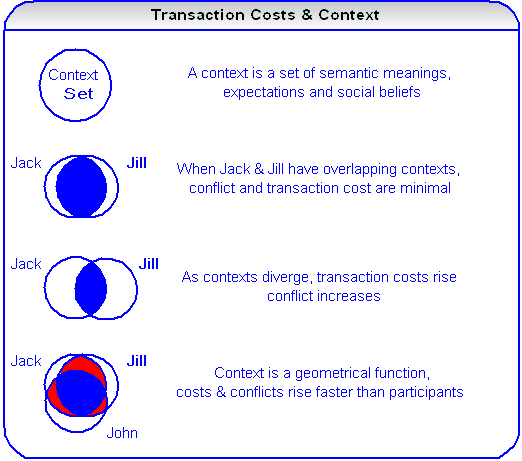 Transaction Costs & Context
Context
Set
A context is a set of semantic meanings,
expectations and social beliefs
Jack
Jill
When Jack & Jill have overlapping contexts,
conflict and transaction cost are minimal
Jack
Jill
As contexts diverge, transaction costs rise
conflict increases
Jack
Jill
John
Context is a geometrical function,
costs & conflicts rise faster than participants